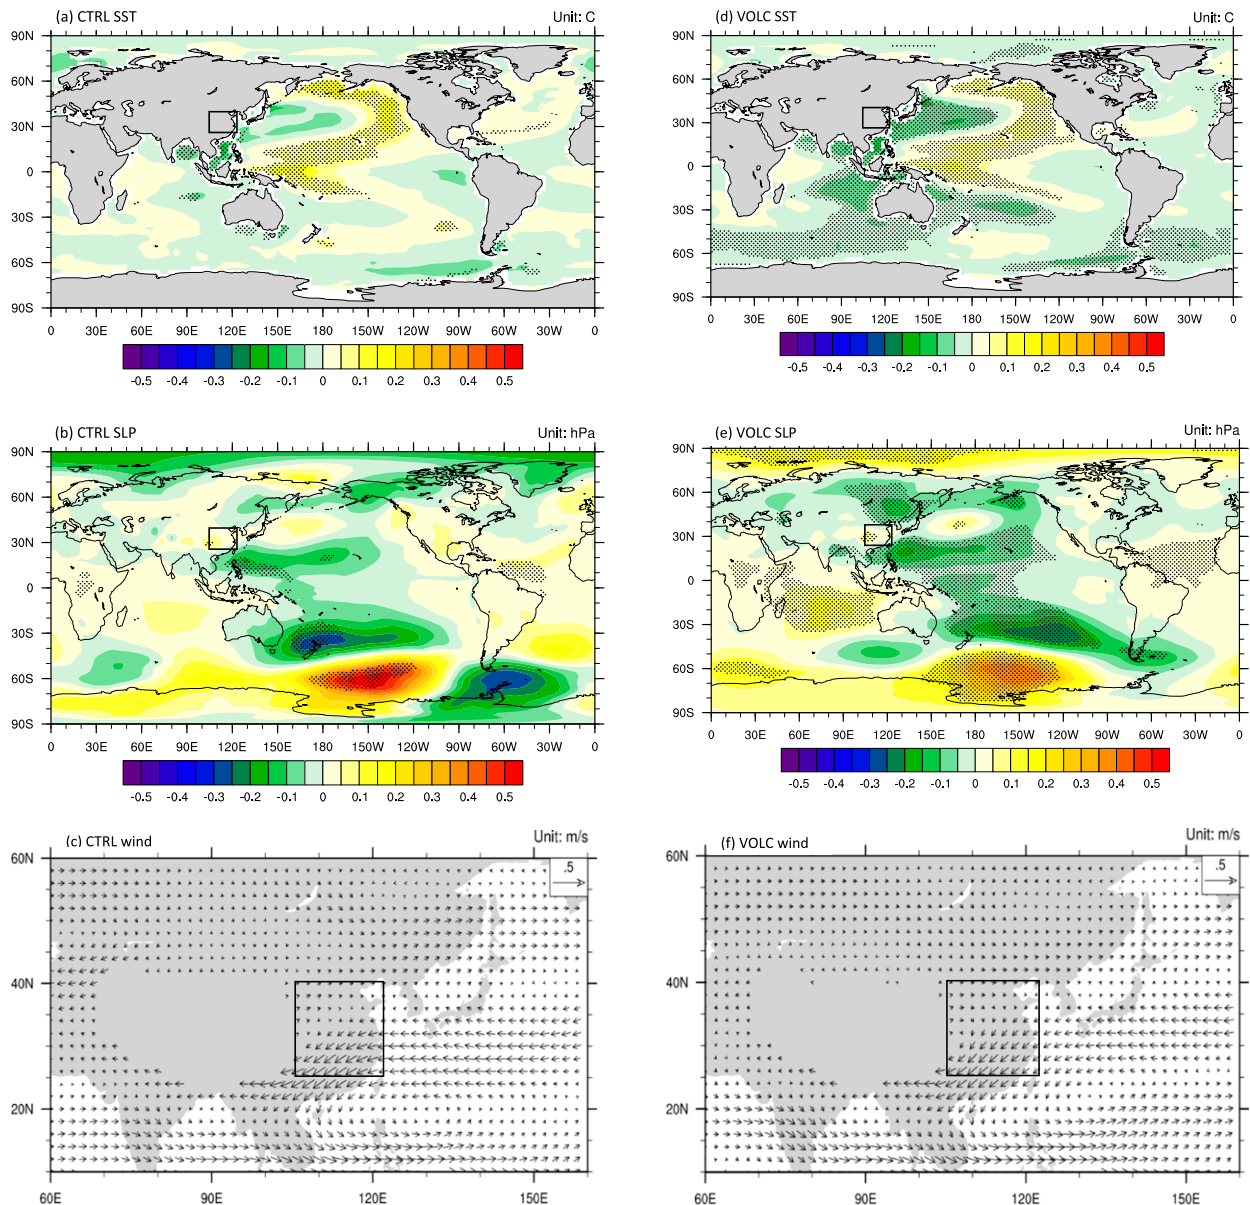 (a) CTRL SST Unit: C
90N
60N
30N
0
30S
60S
90S
0 30E 60E 90E 120E 150E 180 150W 120W 90W 60W 30W 0
-0.5 -0.4 -0.3 -0.2 -0.1 0 0.1 0.2 0.3 0.4 0.5
(d) VOLC SST Unit: C
90N
60N
30N
0
30S
60S
90S
0 30E 60E 90E 120E 150E 180 150W 120W 90W 60W 30W 0
-0.5 -0.4 -0.3 -0.2 -0.1 0 0.1 0.2 0.3 0.4 0.5
(b) CTRL SLP Unit: hPa
90N
60N
30N
0
30S
60S
90S
0 30E 60E 90E 120E 150E 180 150W 120W 90W 60W 30W 0
-0.5 -0.4 -0.3 -0.2 -0.1 0 0.1 0.2 0.3 0.4 0.5
(e) VOLC SLP Unit: hPa
90N
60N
30N
0
30S
60S
90S
0 30E 60E 90E 120E 150E 180 150W 120W 90W 60W 30W 0
-0.5 -0.4 -0.3 -0.2 -0.1 0 0.1 0.2 0.3 0.4 0.5
(c) CTRL wind Unit: m/s
60N
.5
40N
20N
60E 90E 120E 150E
(f) VOLC wind Unit: m/s
60N
.5
40N
20N
60E 90E 120E 150E